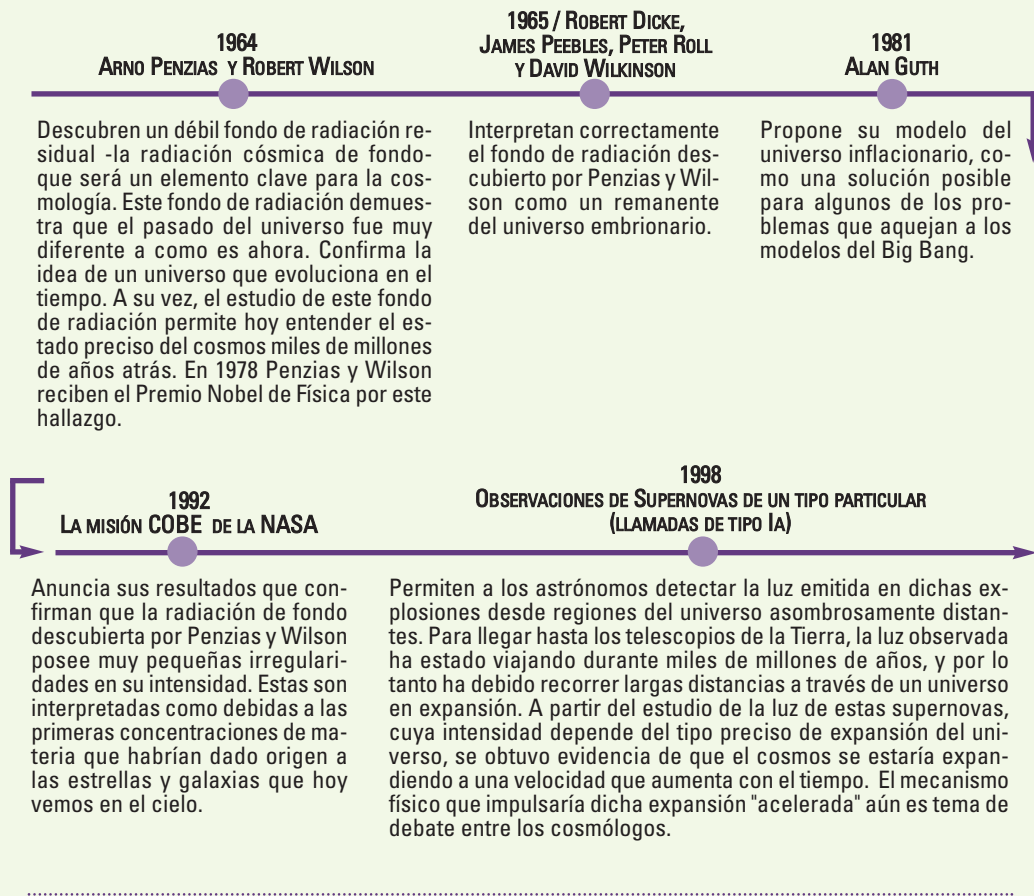 1964
ARNO PENZIAS Y ROBERT WILSON
Descubren un débil fondo de radiación re-
sidual -la radiación cósmica de fondo-
que será un elemento clave para la cos-
mología. Este fondo de radiación demues-
tra que el pasado del universo fue muy
diferente a como es ahora. Confirma la
idea de un universo que evoluciona en el
tiempo. A su vez, el estudio de este fondo
de radiación permite hoy entender el es-
tado preciso del cosmos miles de millones
de años atrás. En 1978 Penzias y Wilson
reciben el Premio Nobel de Física por este
hallazgo.
1965 / ROBERT DICKE,
JAMES PEEBLES, PETER ROLL
Y DAVID WILKINSON
Interpretan correctamente
el fondo de radiación des-
cubierto por Penzias y Wil-
son como un remanente
del universo embrionario.
1981
ALAN GUTH
Propone su modelo del
universo inflacionario, co-
mo una solución posible
para algunos de los pro-
blemas que aquejan a los
modelos del Big Bang.
1992
LA MISIÓN COBE DE LA NASA
Anuncia sus resultados que con-
firman que la radiación de fondo
descubierta por Penzias y Wilson
posee muy pequeñas irregulari-
dades en su intensidad. Estas son
interpretadas como debidas a las
primeras concentraciones de ma-
teria que habrían dado origen a
las estrellas y galaxias que hoy
vemos en el cielo.
1998
OBSERVACIONES DE SUPERNOVAS DE UN TIPO PARTICULAR
(LLAMADAS DE TIPO IA)
Permiten a los astrónomos detectar la luz emitida en dichas ex-
plosiones desde regiones del universo asombrosamente distan-
tes. Para llegar hasta los telescopios de la Tierra, la luz observada
ha estado viajando durante miles de millones de años, y por lo
tanto ha debido recorrer largas distancias a través de un universo
en expansión. A partir del estudio de la luz de estas supernovas,
cuya intensidad depende del tipo preciso de expansión del uni-
verso, se obtuvo evidencia de que el cosmos se estaría expan-
diendo a una velocidad que aumenta con el tiempo. El mecanismo
físico que impulsaría dicha expansión "acelerada" aún es tema de
debate entre los cosmólogos.